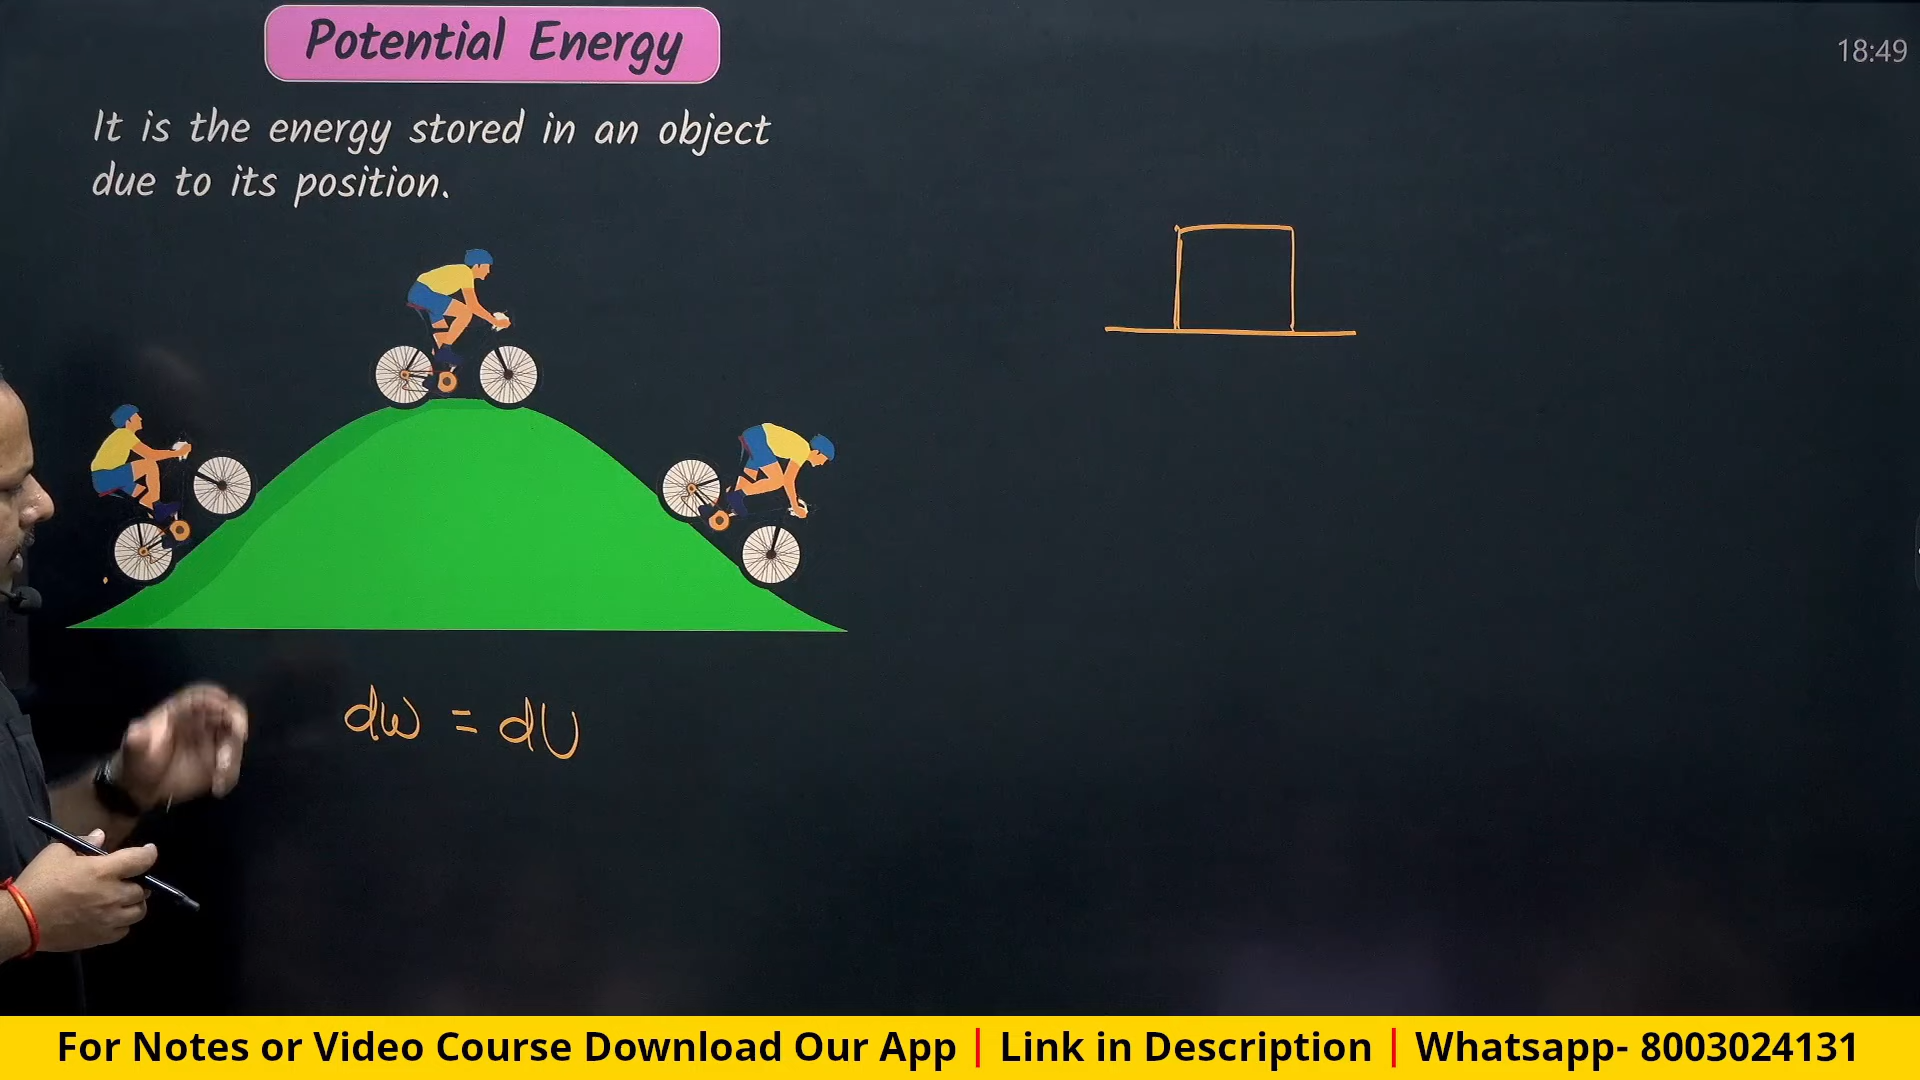 Potential Energy
18:49
It is the energy stored in an object
due to its position.
dw = dU
For Notes or Video Course Download Our App | Link in Description | Whatsapp- 8003024131